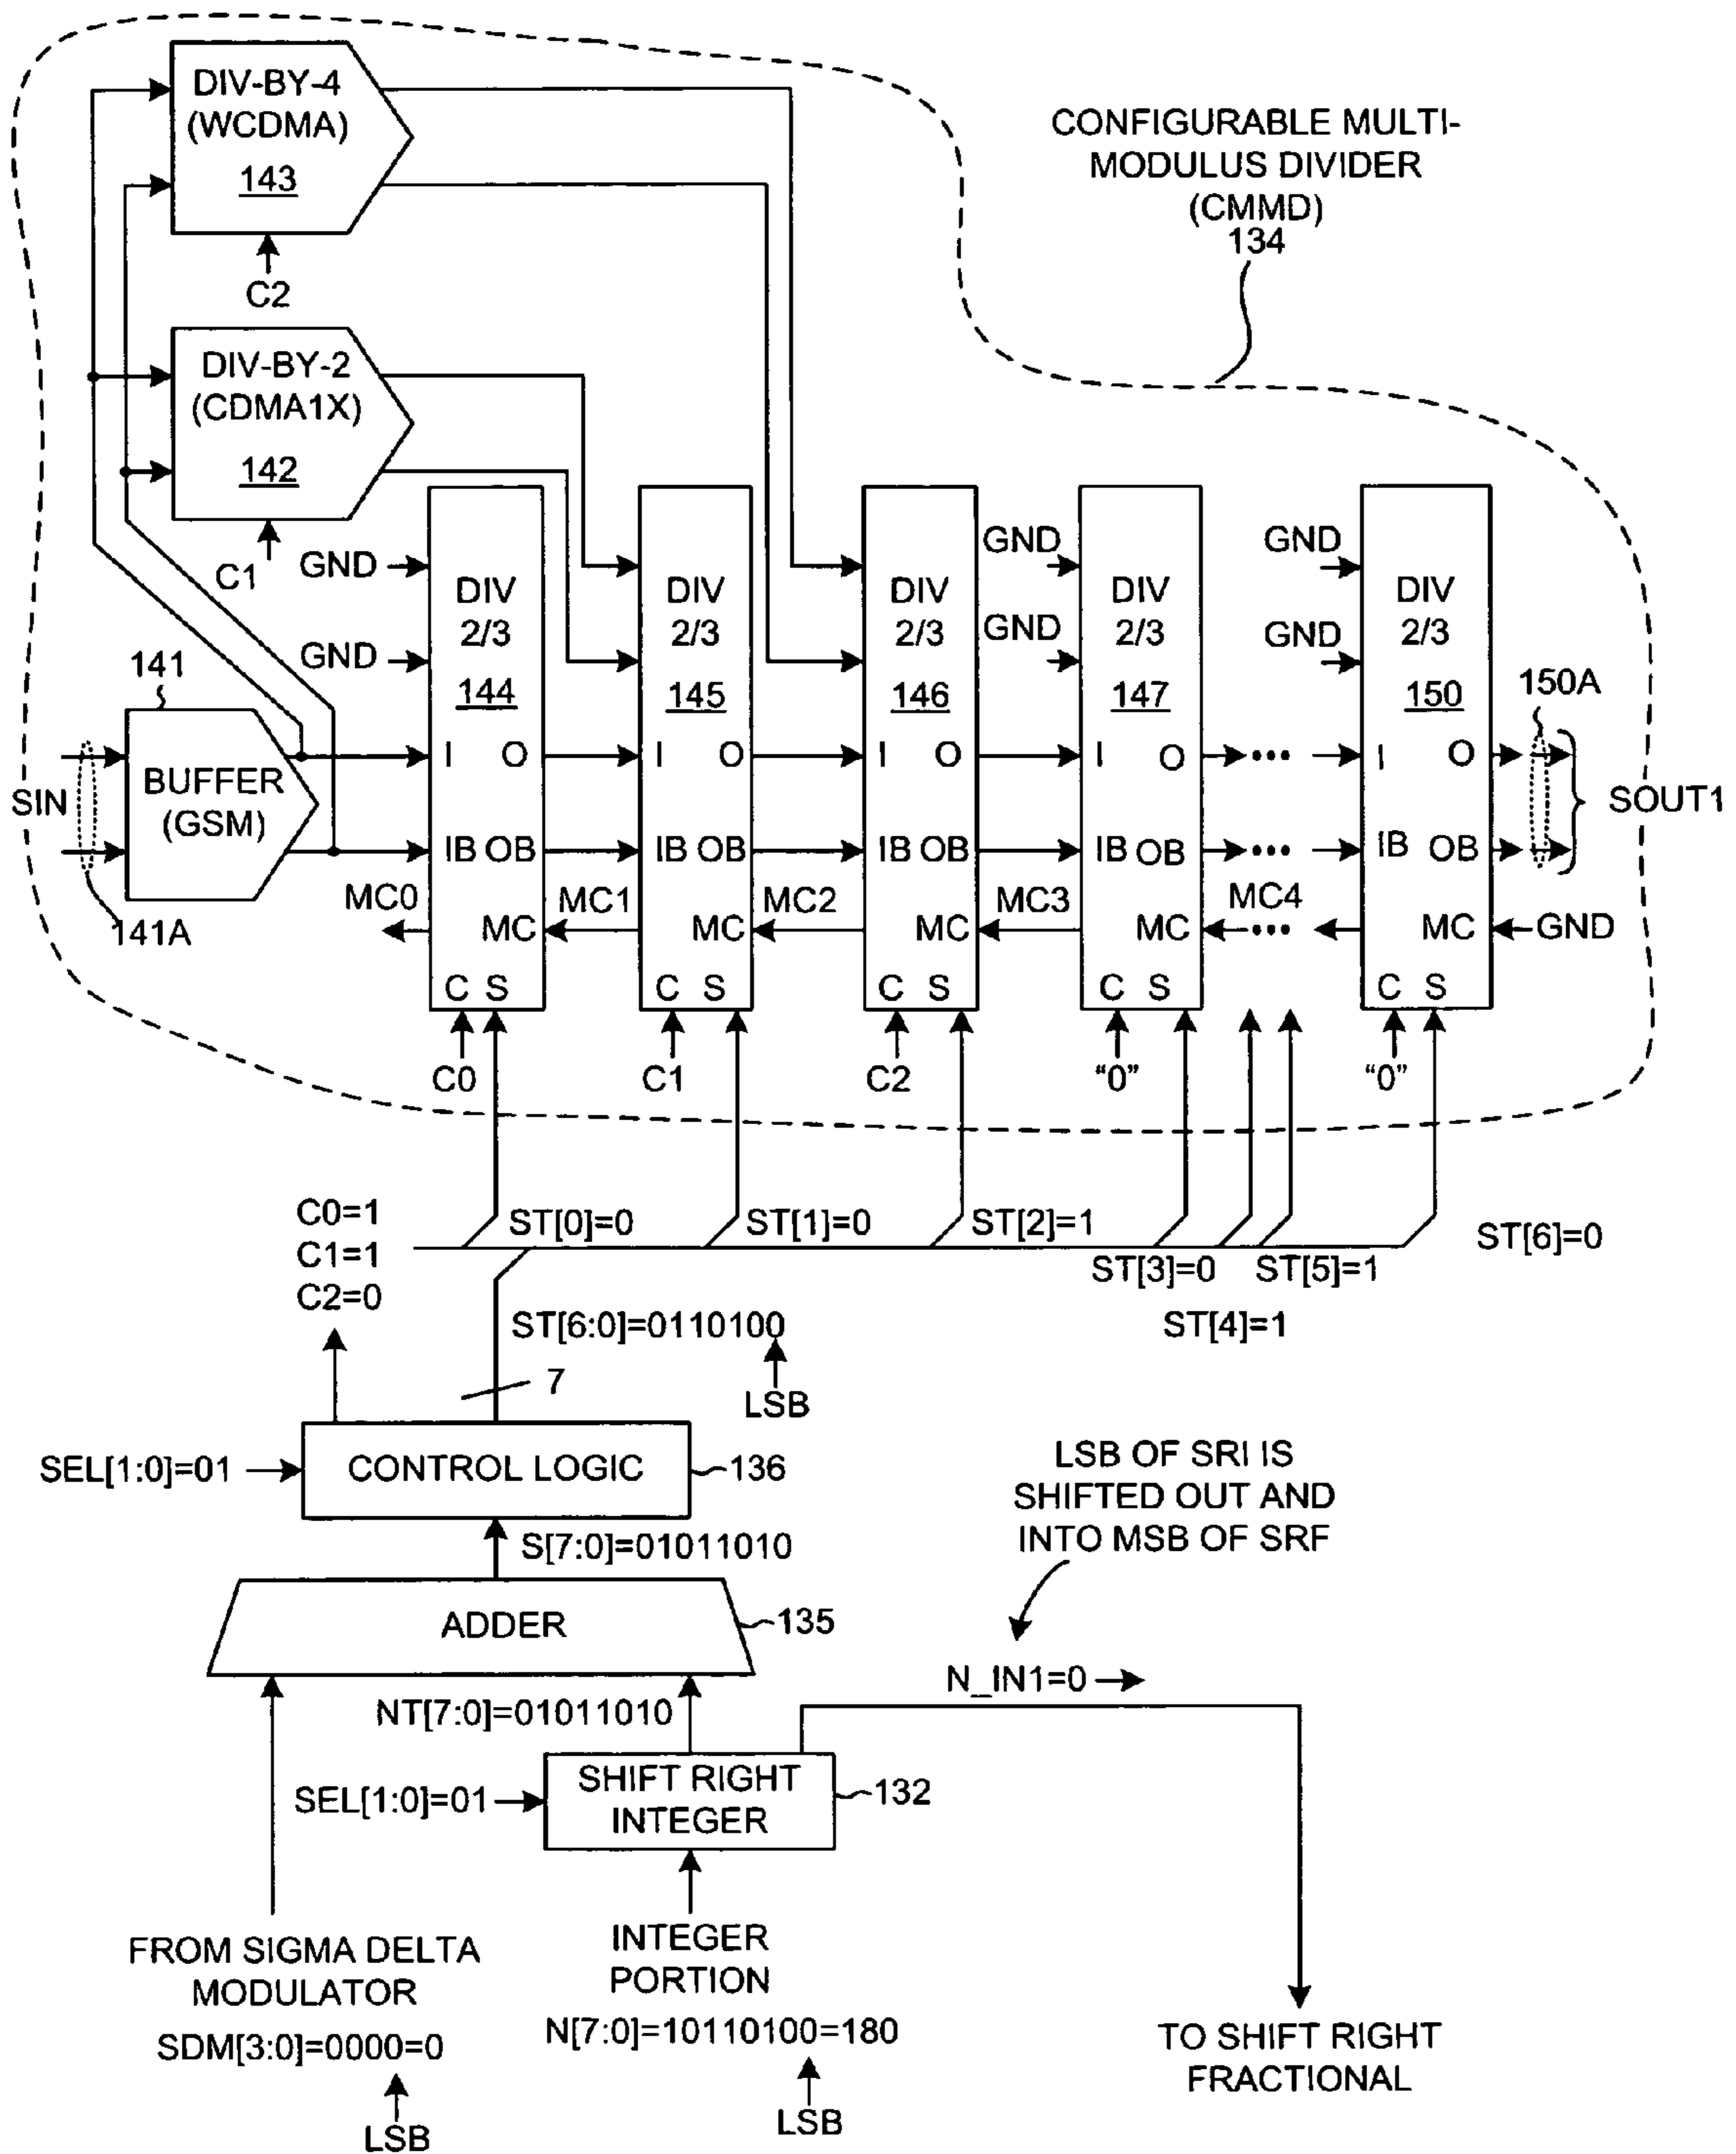 DIV-BY-4
(WCDMA)
143
C2
CONFIGURABLE MULTI-
MODULUS DIVIDER
(CMMD)
134
DIV-BY-2
(CDMA1X)
142
C1
GND
GND
DIV
2/3
144
I O
IB OB
MC
C S
DIV
2/3
145
I O
IB OB
MC
C S
DIV
2/3
146
I O
IB OB
MC
C S
GND
GND
DIV
2/3
147
I O
IB OB
MC
C S
GND
GND
DIV
2/3
150
I O
IB OB
MC
C S
150A
SOUT1
GND
141
BUFFER
(GSM)
SIN
141A
MC0
MC1
MC2
MC3
MC4
•••
•••
•••
C0
C1
C2
“0”
“0”
C0=1
C1=1
C2=0
ST[0]=0
ST[1]=0
ST[2]=1
ST[3]=0
ST[5]=1
ST[6]=0
ST[4]=1
ST[6:0]=0110100
LSB
7
SEL[1:0]=01
CONTROL LOGIC
136
S[7:0]=01011010
LSB OF SRI IS
SHIFTED OUT AND
INTO MSB OF SRF
ADDER
135
N_IN1=0
NT[7:0]=01011010
SEL[1:0]=01
SHIFT RIGHT
INTEGER
132
FROM SIGMA DELTA
MODULATOR
SDM[3:0]=0000=0
LSB
INTEGER
PORTION
N[7:0]=10110100=180
LSB
TO SHIFT RIGHT
FRACTIONAL